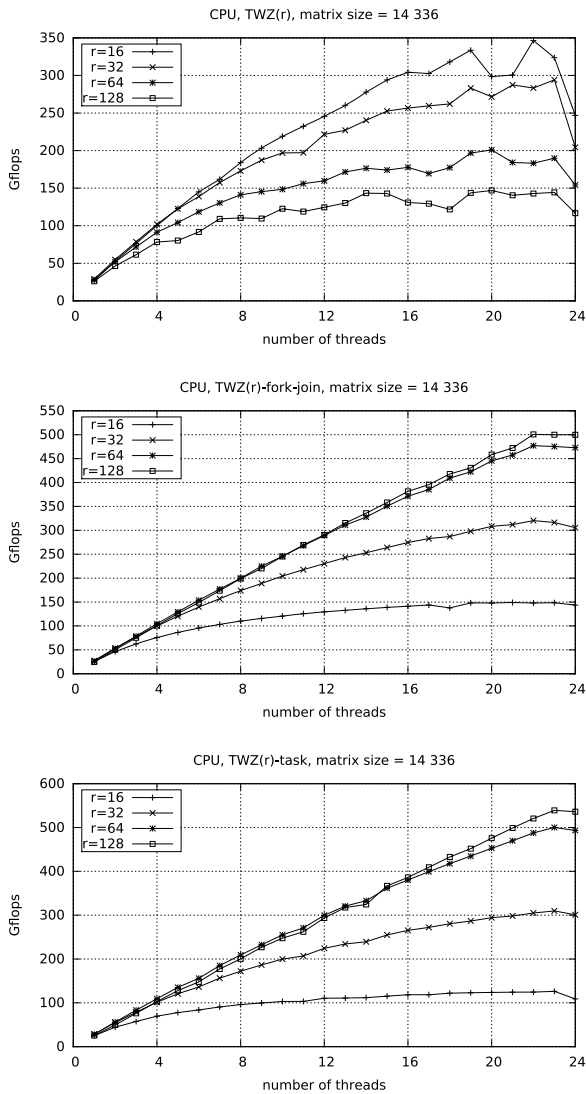 CPU, TWZ(r), matrix size = 14 336
350
300
250
200
150
100
50
0
Gflops
r=16
r=32
r=64
r=128
0 4 8 12 16 20 24
number of threads
CPU, TWZ(r)-fork-join, matrix size = 14 336
550
500
450
400
350
300
250
200
150
100
50
0
Gflops
r=16
r=32
r=64
r=128
0 4 8 12 16 20 24
number of threads
CPU, TWZ(r)-task, matrix size = 14 336
600
500
400
300
200
100
0
Gflops
r=16
r=32
r=64
r=128
0 4 8 12 16 20 24
number of threads